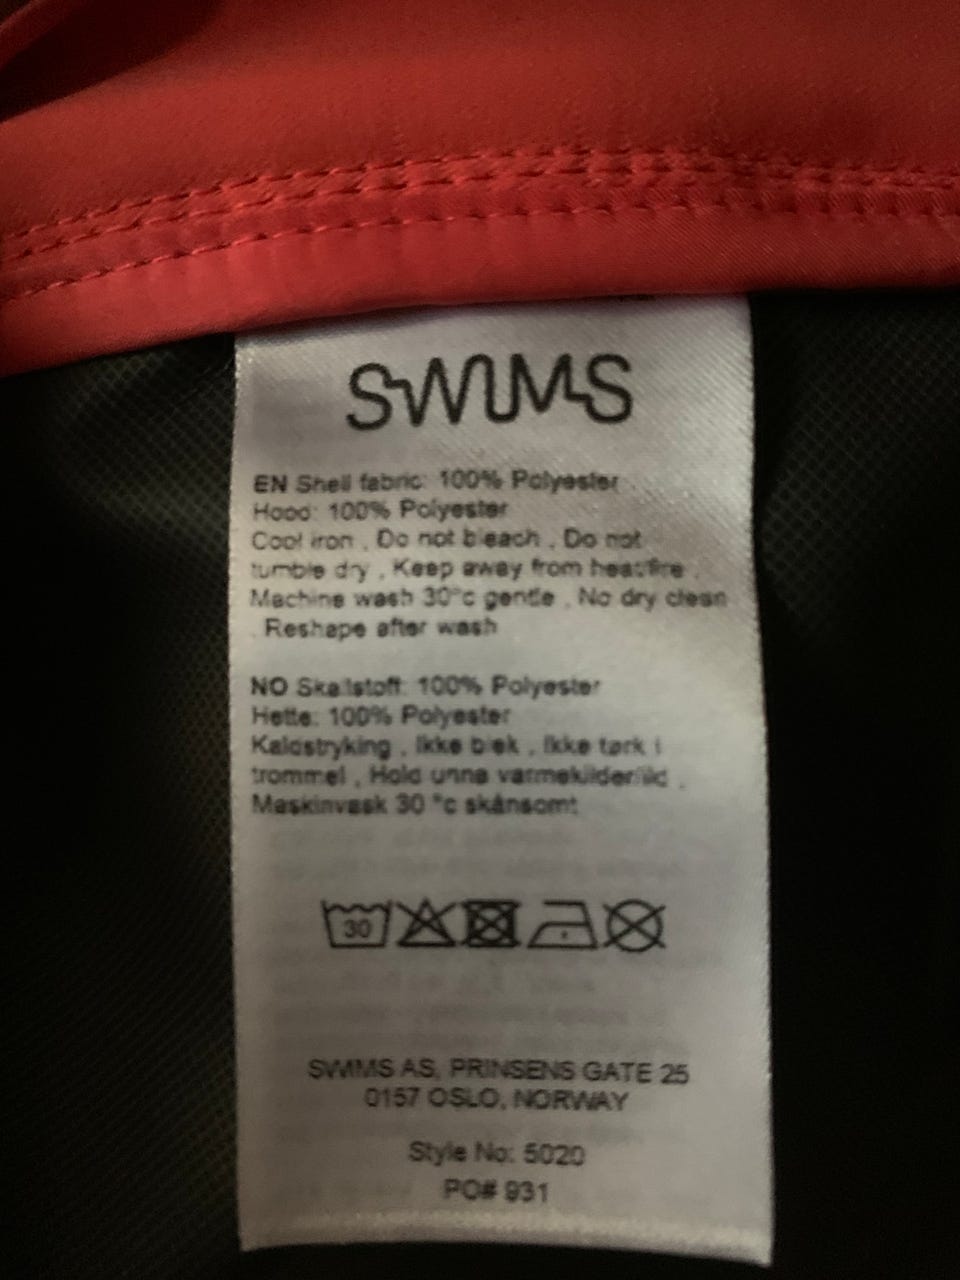 SWIMS
EN Shell fabric: 100% Polyester
Hood: 100% Polyester
Cool iron . Do not bleach . Do not
tumble dry . Keep away from heat/fire .
Machine wash 30°c gentle . No dry clean
. Reshape after wash
NO Skallstoff: 100% Polyester
Hette: 100% Polyester
Kaldstryking . Ikke blek . Ikke tørk i
trommel . Hold unna varmekilder/ild .
Maskinvask 30 °c skånsomt
30
SWIMS AS, PRINSENS GATE 25
0157 OSLO, NORWAY
Style No: 5020
PO# 931